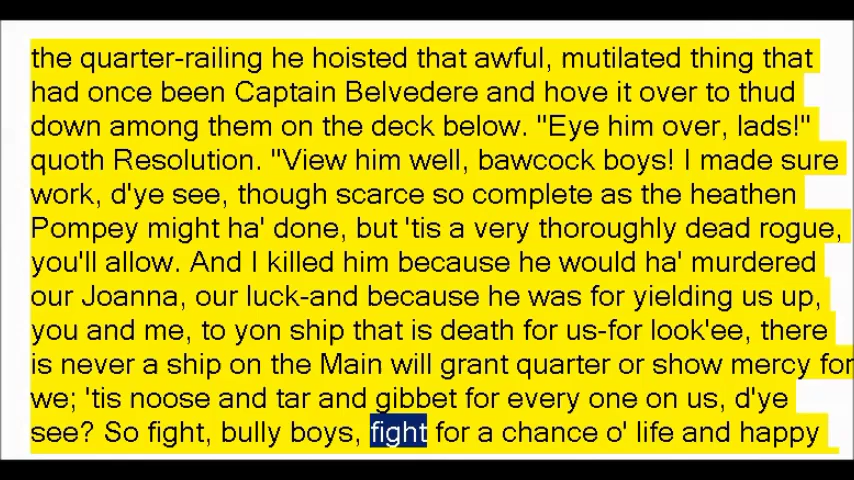 the quarter-railing he hoisted that awful, mutilated thing that
had once been Captain Belvedere and hove it over to thud
down among them on the deck below. "Eye him over, lads!"
quoth Resolution. "View him well, bawcock boys! I made sure
work, d'ye see, though scarce so complete as the heathen
Pompey might ha' done, but 'tis a very thoroughly dead rogue,
you'll allow. And I killed him because he would ha' murdered
our Joanna, our luck-and because he was for yielding us up,
you and me, to yon ship that is death for us-for look'ee, there
is never a ship on the Main will grant quarter or show mercy for
we; 'tis noose and tar and gibbet for every one on us, d'ye
see? So fight, bully boys, fight for a chance o' life and happy